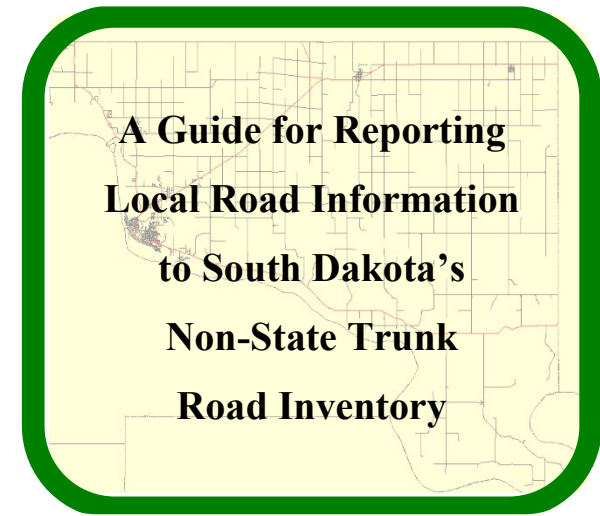 A Guide for Reporting
Local Road Information
to South Dakota’s
Non-State Trunk
Road Inventory